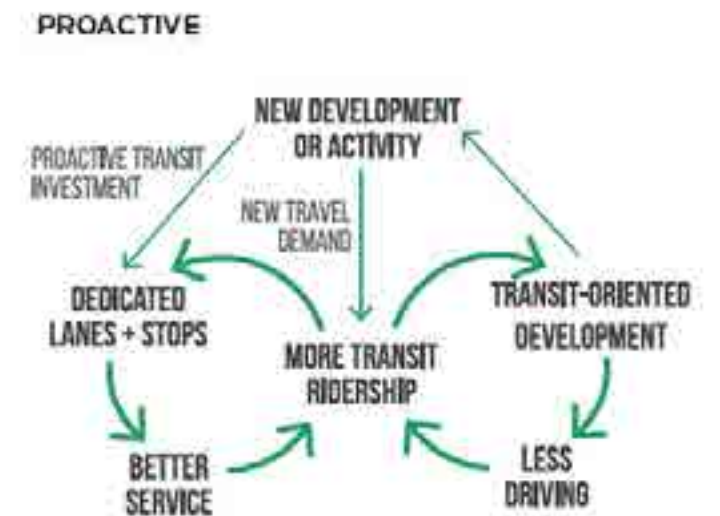 PROACTIVE
NEW DEVELOPMENT
OR ACTIVITY
PROACTIVE TRANSIT
INVESTMENT
NEW TRAVEL
DEMAND
DEDICATED
LANES + STOPS
TRANSIT-ORIENTED
DEVELOPMENT
MORE TRANSIT
RIDERSHIP
BETTER
SERVICE
LESS
DRIVING